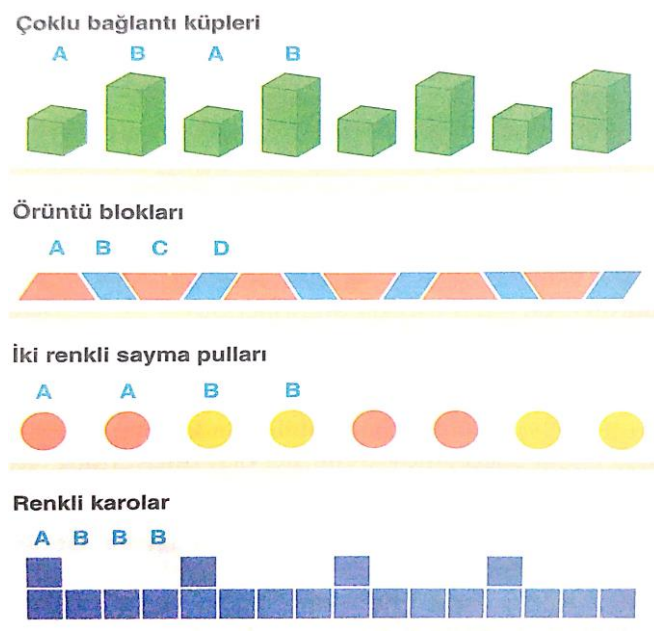 Çoklu bağlantı küpleri
A B A B
Örüntü blokları
A B C D
İki renkli sayma pulları
A A B B
Renkli karolar
A B B B